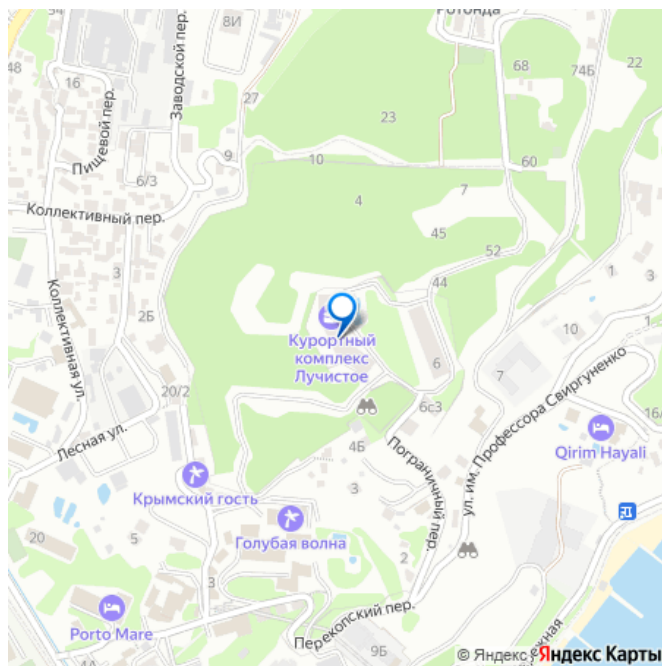 Ротонда
48
16
Пищевой пер.
Заводской пер.
8И
27
23
68
74Б
22
9
10
60
6/3
Коллективный пер.
4
7
45
52
Коллективная ул.
3
2Б
44
Курортный
комплекс
Лучистое
6
1
3
10
7
20/2
6с3
Лесная ул.
4Б
Пограничный пер.
ул. им. Профессора Свиргуненко
Qirim Hayali
Крымский гость
3
Голубая волна
20
5
2
3
Porto Mare
Перекопский пер.
9Б
4А
© Яндекс Яндекс Карты